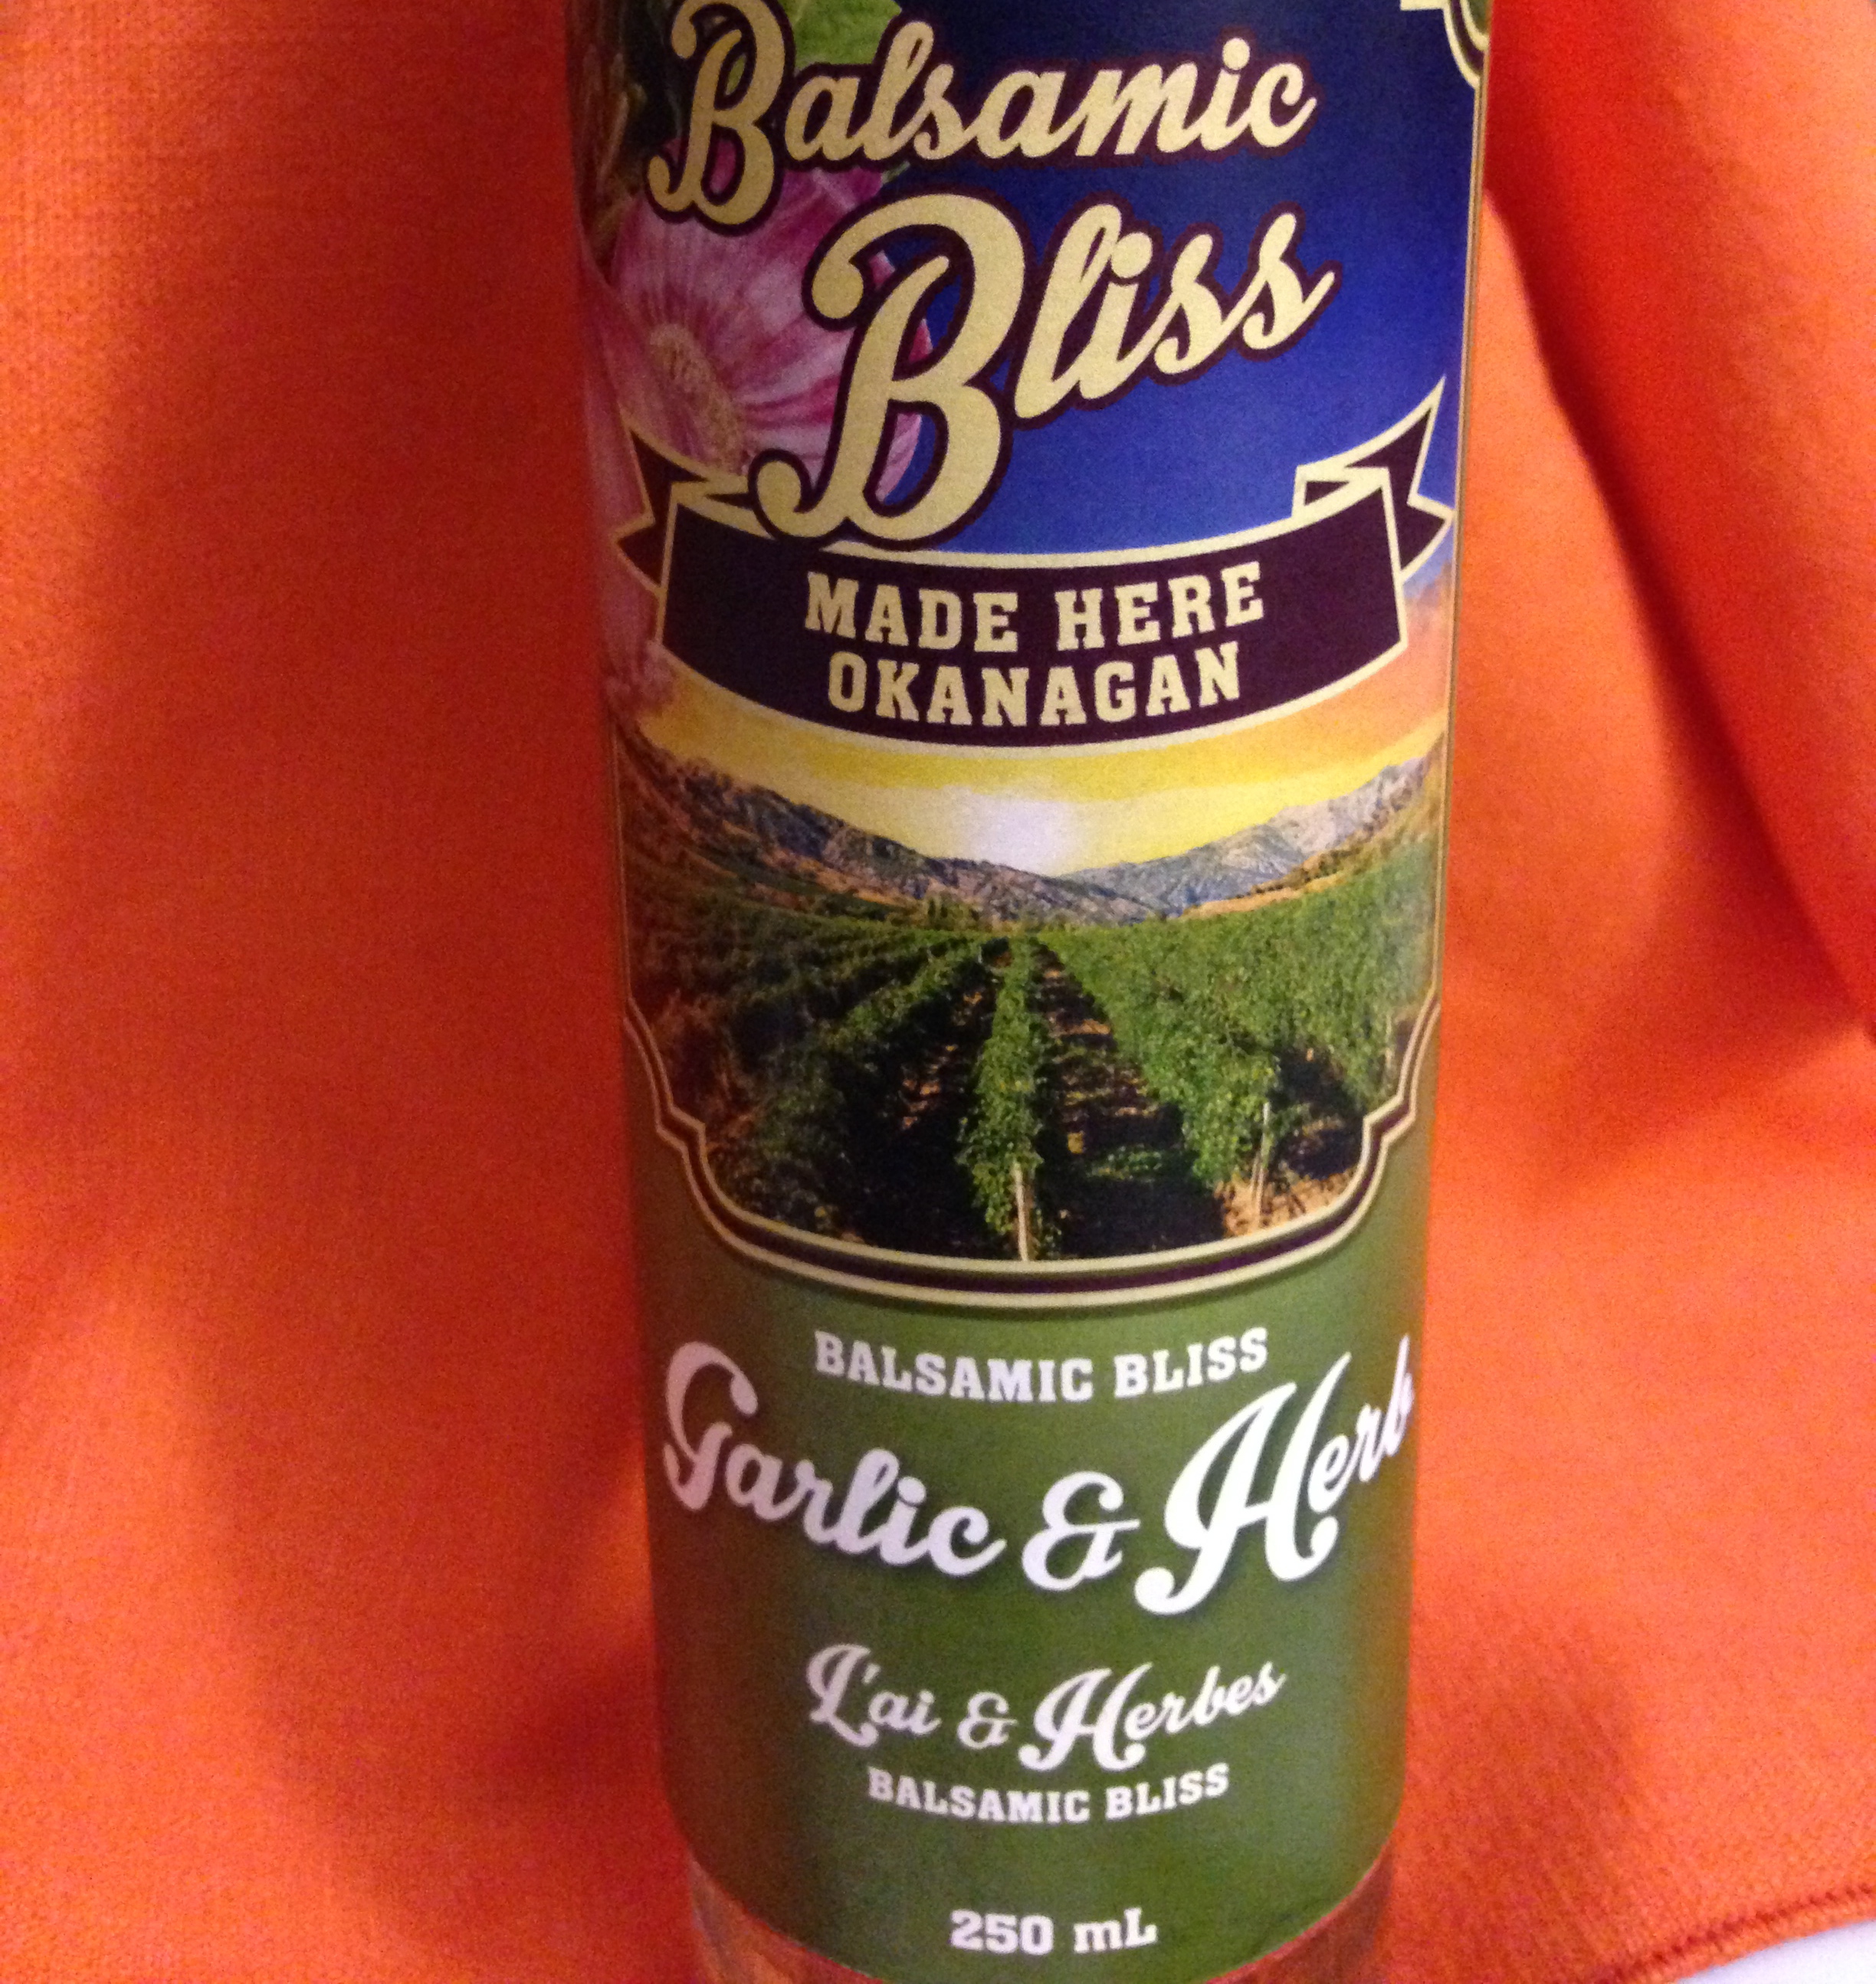 Balsamic
Bliss
MADE HERE
OKANAGAN
BALSAMIC BLISS
Garlic & Herb
L'ai & Herbes
BALSAMIC BLISS
250 mL